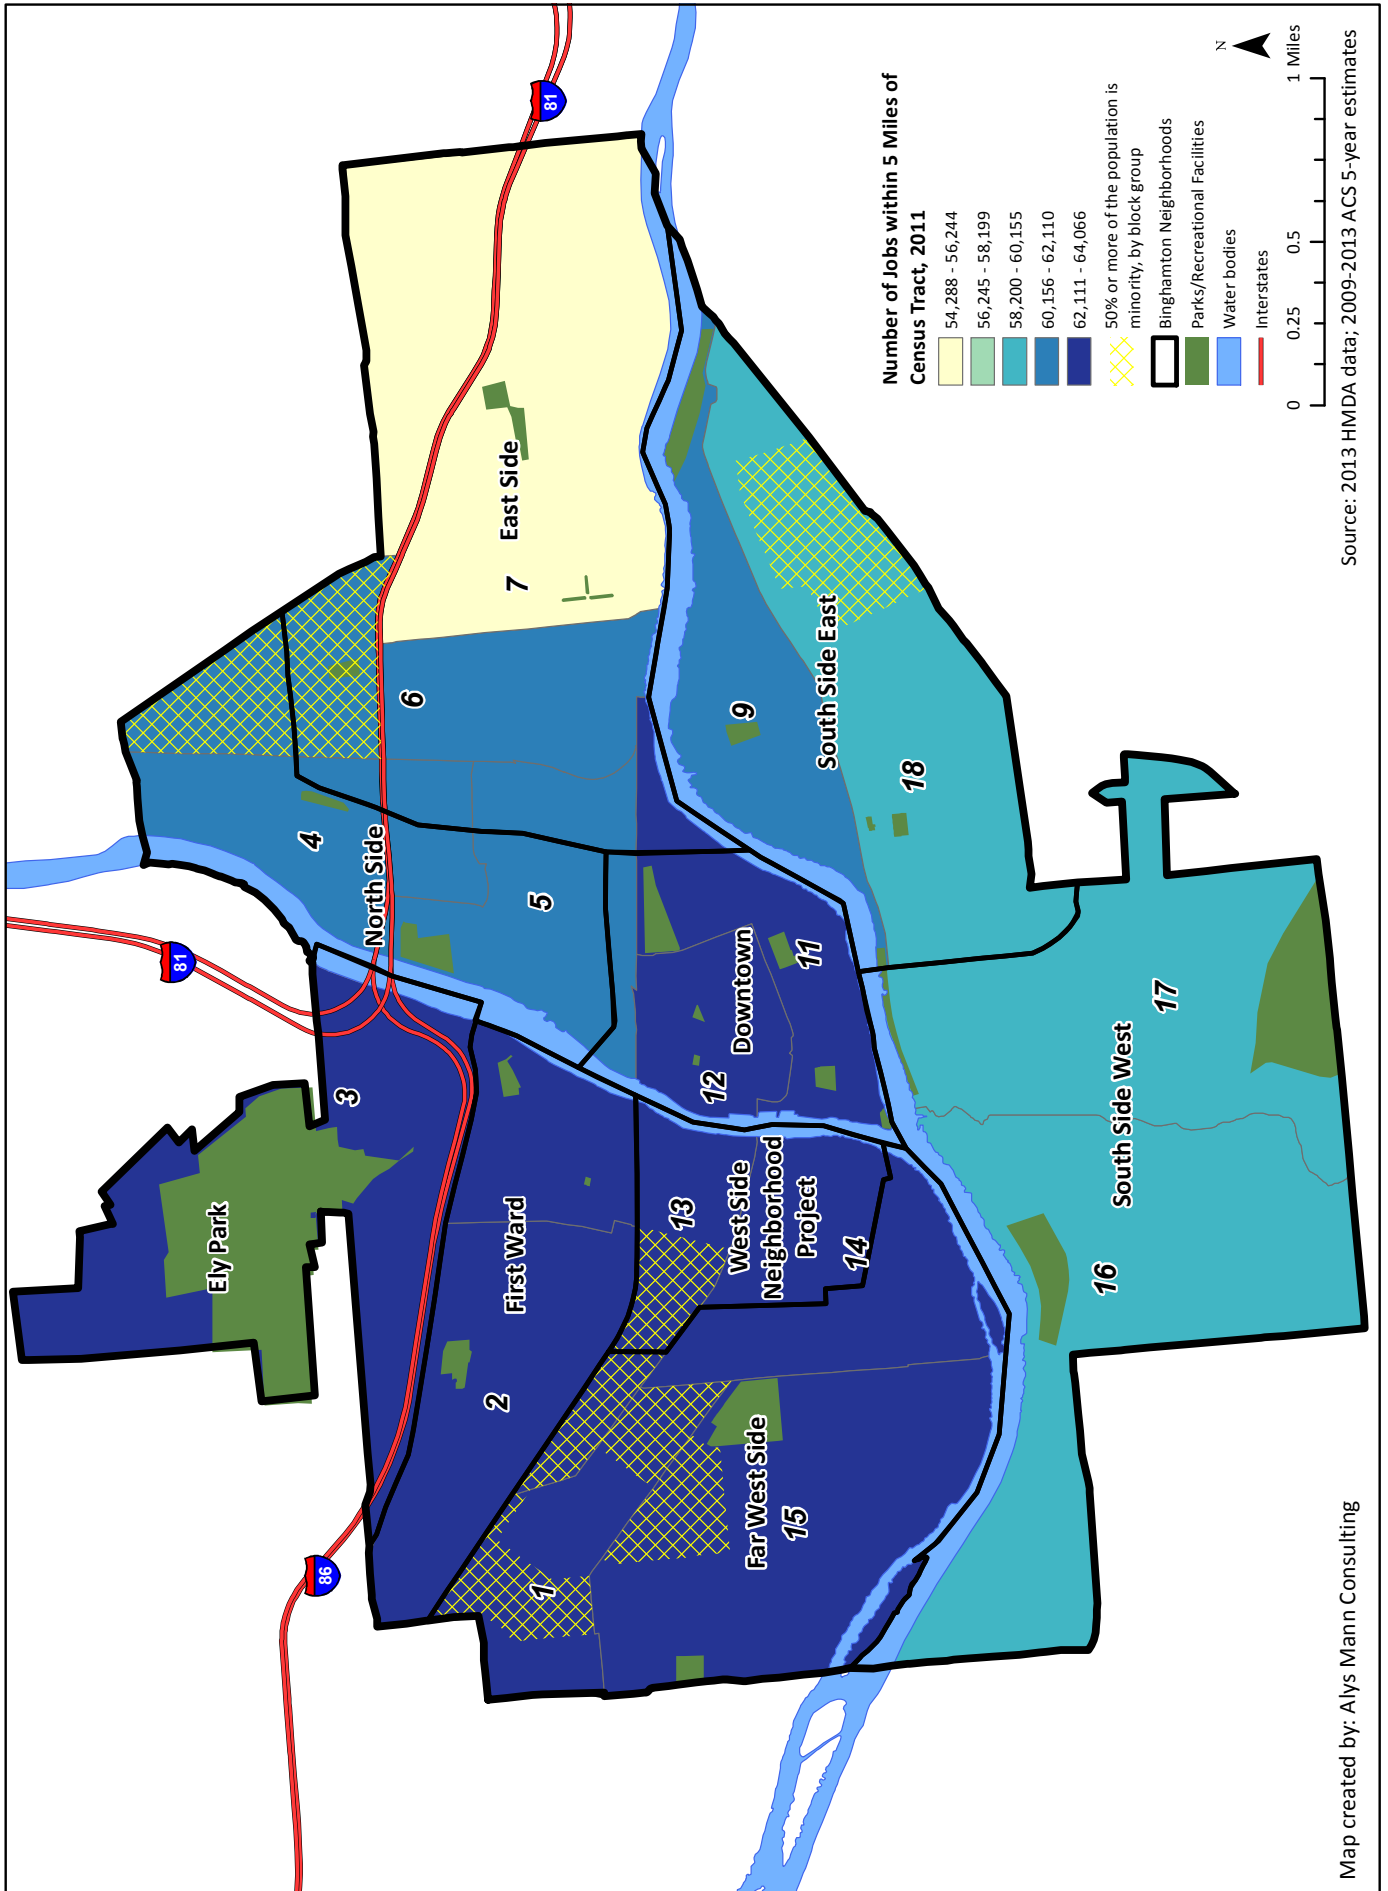 Ely Park
3
81
86
First Ward
2
North Side
4
5
6
81
East Side
7
1
13
West Side
Neighborhood
Project
14
12
Downtown
11
9
South Side East
18
Far West Side
15
16
South Side West
17
Number of Jobs within 5 Miles of
Census Tract, 2011
54,288 - 56,244
56,245 - 58,199
58,200 - 60,155
60,156 - 62,110
62,111 - 64,066
50% or more of the population is
minority, by block group
Binghamton Neighborhoods
Parks/Recreational Facilities
Water bodies
Interstates
N
0 0.25 0.5 1 Miles
Map created by: Alys Mann Consulting
Source: 2013 HMDA data; 2009-2013 ACS 5-year estimates